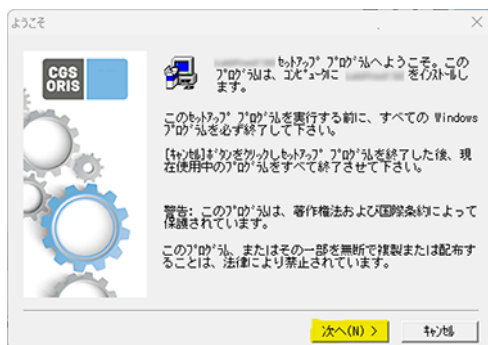 ようこそ
CGS
ORIS
ｾｯﾄｱｯﾌﾟ ﾌﾟﾛｸﾞﾗﾑへようこそ。この
ﾌﾟﾛｸﾞﾗﾑは、ｺﾝﾋﾟｭｰﾀに をｲﾝｽﾄｰﾙし
ます。
このｾｯﾄｱｯﾌﾟ ﾌﾟﾛｸﾞﾗﾑを実行する前に、すべての Windows
ﾌﾟﾛｸﾞﾗﾑを必ず終了して下さい。
[ｷｬﾝｾﾙ]ﾎﾞﾀﾝをｸﾘｯｸしｾｯﾄｱｯﾌﾟ ﾌﾟﾛｸﾞﾗﾑを終了した後、現
在使用中のﾌﾟﾛｸﾞﾗﾑをすべて終了させて下さい。
警告: このﾌﾟﾛｸﾞﾗﾑは、著作権法および国際条約によって
保護されています。
このﾌﾟﾛｸﾞﾗﾑ、またはその一部を無断で複製または配布す
ることは、法律により禁止されています。
次へ(N) >
ｷｬﾝｾﾙ